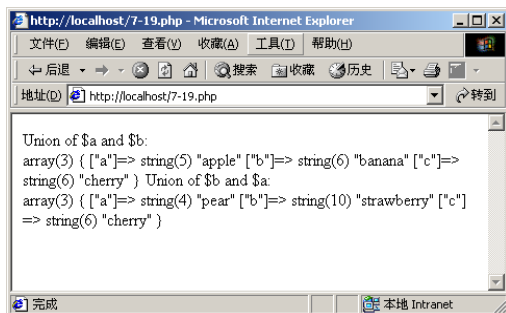 http://localhost/7-19.php - Microsoft Internet Explorer
文件(F) 编辑(E) 查看(V) 收藏(A) 工具(T) 帮助(H)
后退 搜索 收藏 历史
地址(D) http://localhost/7-19.php 转到
Union of $a and $b:
array(3) { ["a"]=> string(5) "apple" ["b"]=> string(6) "banana" ["c"]=>
string(6) "cherry" } Union of $b and $a:
array(3) { ["a"]=> string(4) "pear" ["b"]=> string(10) "strawberry" ["c"]
=> string(6) "cherry" }
完成 本地 Intranet